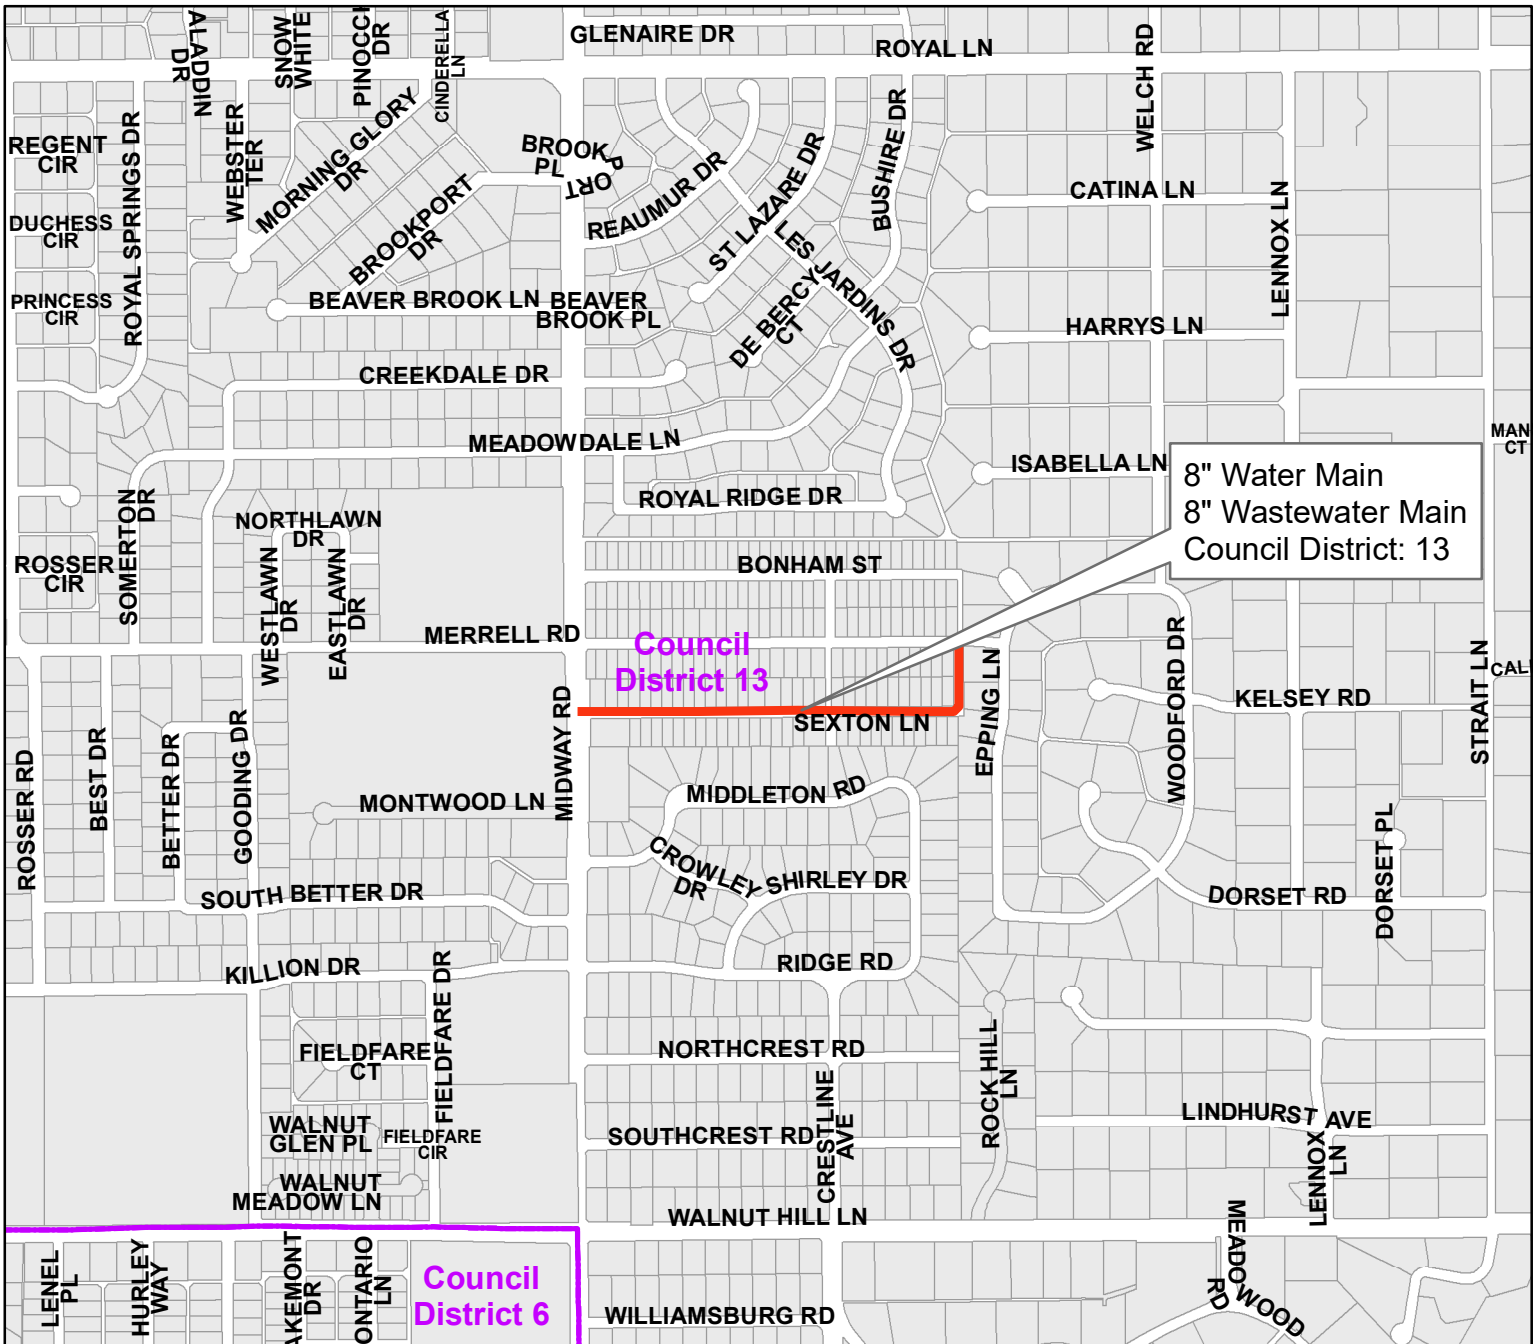 GLENAIRE DR
ROYAL LN
ALADDIN
DR
SNOW
WHITE
PINOCCH
DR
CINDERELLA
LN
WELCH RD
REGENT
CIR
ROYAL SPRINGS DR
WEBSTER
TER
MORNING GLORY
DR
BROOK
PL
BROOKPORT
DR
P
ORT
REAUMUR DR
ST LAZARE DR
BUSHIRE DR
CATINA LN
LENNOX LN
DUCHESS
CIR
LES JARDINS DR
PRINCESS
CIR
BEAVER BROOK LN
BEAVER
BROOK PL
DE BERCY
CT
HARRYS LN
CREEKDALE DR
MEADOWDALE LN
MAN
CT
ISABELLA LN
8" Water Main
8" Wastewater Main
Council District: 13
ROYAL RIDGE DR
SOMERTON
DR
NORTHLAWN
DR
ROSSER
CIR
WESTLAWN
DR
EASTLAWN
DR
BONHAM ST
MERRELL RD
Council
District 13
EPPING LN
WOODFORD DR
KELSEY RD
STRAIT LN
CAL
SEXTON LN
MIDWAY RD
ROSSER RD
BEST DR
BETTER DR
GOODING DR
MONTWOOD LN
MIDDLETON RD
CROWLEY
DR
SHIRLEY DR
DORSET RD
DORSET PL
SOUTH BETTER DR
KILLION DR
RIDGE RD
FIELDFARE DR
FIELDFARE
CT
NORTHCREST RD
ROCK HILL
LN
WALNUT
GLEN PL
FIELDFARE
CIR
SOUTHCREST RD
CRESTLINE
AVE
LINDHURST AVE
LENNOX
LN
WALNUT
MEADOW LN
WALNUT HILL LN
LENEL
PL
HURLEY
WAY
AKEMONT
DR
ONTARIO
LN
Council
District 6
WILLIAMSBURG RD
MEADOWOOD
RD